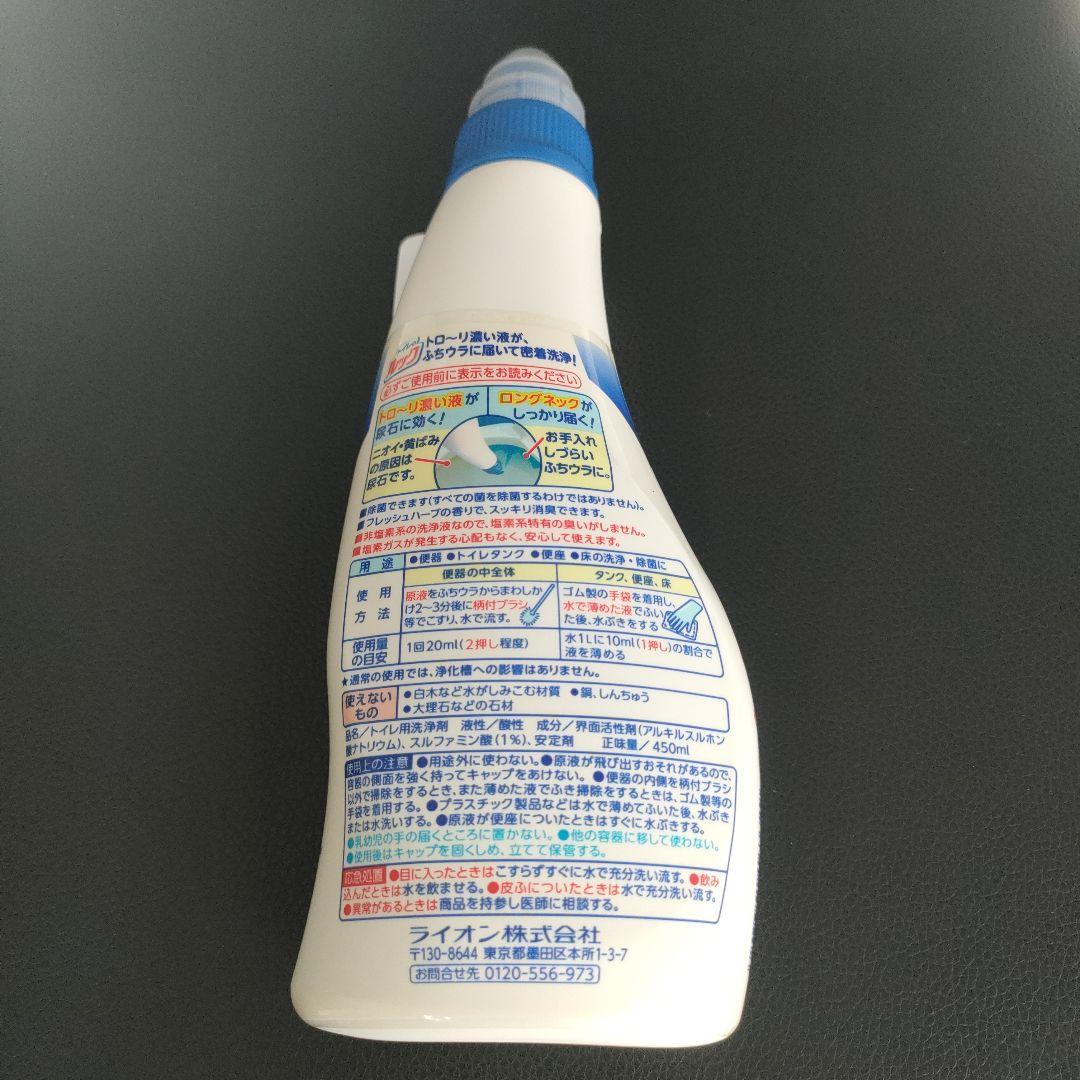 トイレの
ルック
トロ〜リ濃い液が、
ふちウラに届いて密着洗浄!
必ずご使用前に表示をお読みください
トロ〜リ濃い液が
尿石に効く!
ロングネックが
しっかり届く!
ニオイ・黄ばみ
の原因は
尿石です。
お手入れ
しづらい
ふちウラに。
■除菌できます(すべての菌を除菌するわけではありません)。
■フレッシュハーブの香りで、スッキリ消臭できます。
■非塩素系の洗浄液なので、塩素系特有の臭いがしません。
■塩素ガスが発生する心配もなく、安心して使えます。
用途 ●便器 ●トイレタンク ●便座 ●床の洗浄・除菌に
使用方法
便器の中全体
原液をふちウラからまわしか
け2〜3分後に柄付ブラシ
等でこすり、水で流す。
タンク、便座、床
ゴム製の手袋を着用し、
水で薄めた液でふい
た後、水ぶきをする
使用量の目安
1回20ml(2押し程度)
水1Lに10ml(1押し)の割合で
液を薄める
★通常の使用では、浄化槽への影響はありません。
使えない
もの
●白木など水がしみこむ材質 ●銅、しんちゅう
●大理石などの石材
品名/トイレ用洗浄剤 液性/酸性 成分/界面活性剤(アルキルスルホン
酸ナトリウム)、スルファミン酸(1%)、安定剤 正味量/450ml
使用上の注意 ●用途外に使わない。●原液が飛び出すおそれがあるので、
容器の側面を強く持ってキャップをあけない。●便器の内側を柄付ブラシ
以外で掃除をするとき、また薄めた液でふき掃除をするときは、ゴム製等の
手袋を着用する。●プラスチック製品などは水で薄めてふいた後、水ぶき
または水洗いする。●原液が便座についたときはすぐに水ぶきする。
●乳幼児の手の届くところに置かない。●他の容器に移して使わない。
●使用後はキャップを固くしめ、立てて保管する。
応急処置 ●目に入ったときはこすらずすぐに水で充分洗い流す。●飲み
込んだときは水を飲ませる。●皮ふについたときは水で充分洗い流す。
●異常があるときは商品を持参し医師に相談する。
ライオン株式会社
〒130-8644 東京都墨田区本所1-3-7
お問合せ先 0120-556-973